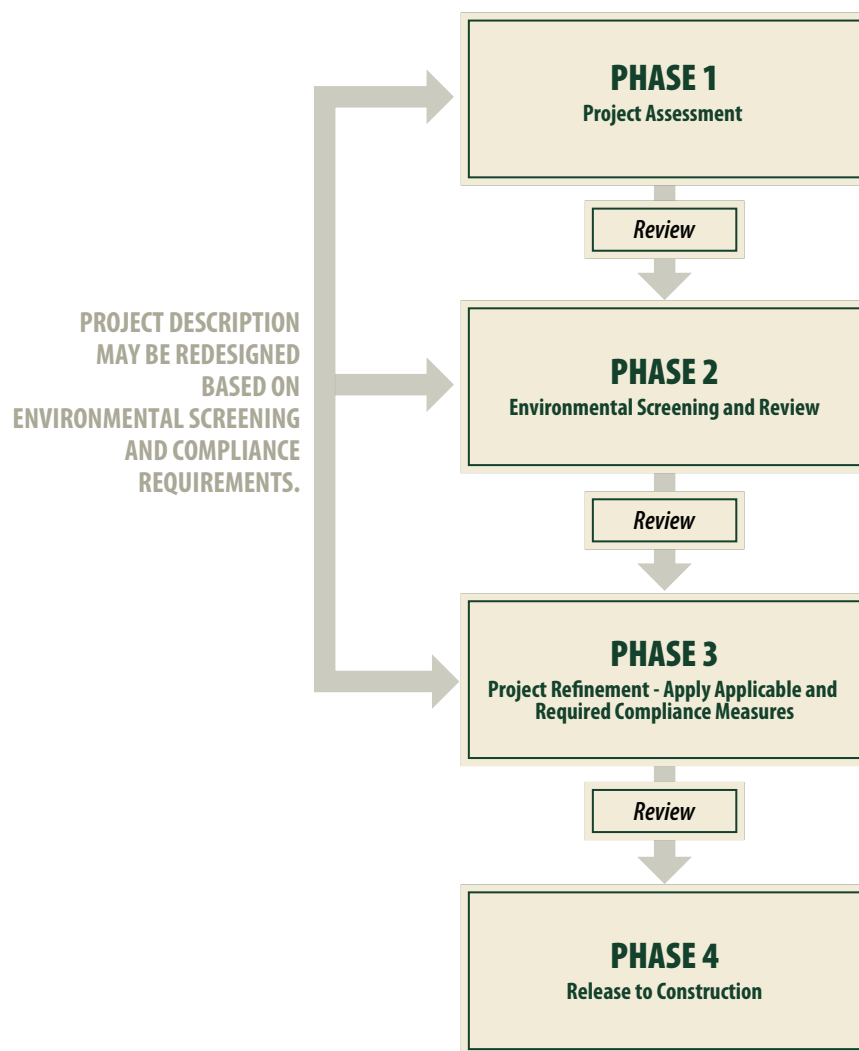 PHASE 1
Project Assessment
Review
PROJECT DESCRIPTION
MAY BE REDESIGNED
BASED ON
ENVIRONMENTAL SCREENING
AND COMPLIANCE
REQUIREMENTS.
PHASE 2
Environmental Screening and Review
Review
PHASE 3
Project Refinement - Apply Applicable and
Required Compliance Measures
Review
PHASE 4
Release to Construction